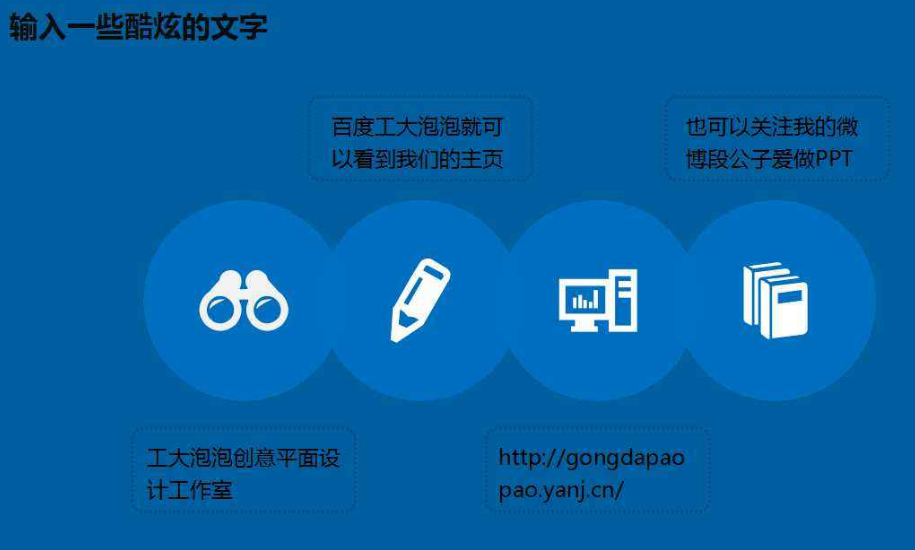 输入一些酷炫的文字
百度工大泡泡就可
以看到我们的主页
也可以关注我的微
博段公子爱做PPT
工大泡泡创意平面设
计工作室
http://gongdapao
pao.yanj.cn/